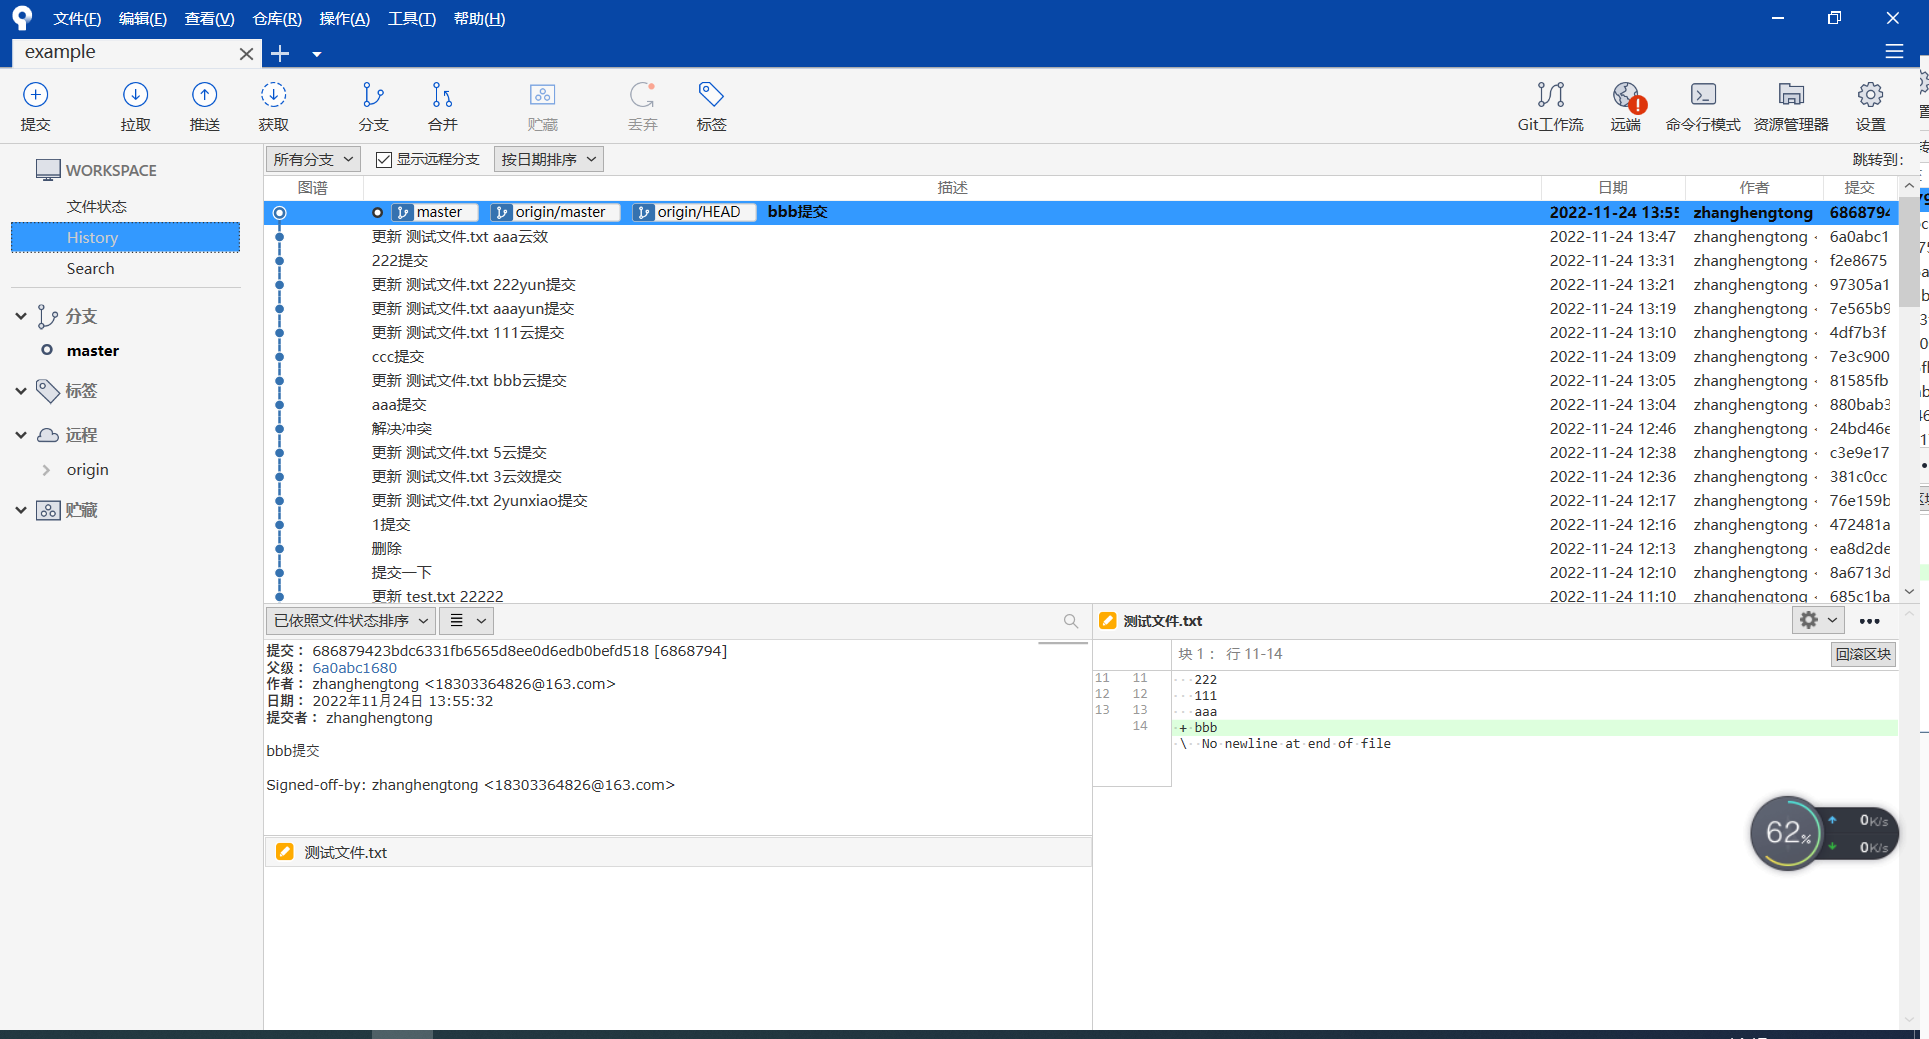 文件(F) 编辑(E) 查看(V) 仓库(R) 操作(A) 工具(T) 帮助(H)
example
提交 拉取 推送 获取 分支 合并 贮藏 丢弃 标签 Git工作流 远端 命令行模式 资源管理器 设置
WORKSPACE
文件状态
History
Search
分支
master
标签
远程
origin
贮藏
所有分支 显示远程分支 按日期排序 跳转到:
图谱 描述 日期 作者 提交
master origin/master origin/HEAD bbb提交 2022-11-24 13:55 zhanghengtong 6868794
更新 测试文件.txt aaa云效 2022-11-24 13:47 zhanghengtong 6a0abc1
222提交 2022-11-24 13:31 zhanghengtong f2e8675
更新 测试文件.txt 222yun提交 2022-11-24 13:21 zhanghengtong 97305a1
更新 测试文件.txt aaayun提交 2022-11-24 13:19 zhanghengtong 7e565b9
更新 测试文件.txt 111云提交 2022-11-24 13:10 zhanghengtong 4df7b3f
ccc提交 2022-11-24 13:09 zhanghengtong 7e3c900
更新 测试文件.txt bbb云提交 2022-11-24 13:05 zhanghengtong 81585fb
aaa提交 2022-11-24 13:04 zhanghengtong 880bab3
解决冲突 2022-11-24 12:46 zhanghengtong 24bd46e
更新 测试文件.txt 5云提交 2022-11-24 12:38 zhanghengtong c3e9e17
更新 测试文件.txt 3云效提交 2022-11-24 12:36 zhanghengtong 381c0cc
更新 测试文件.txt 2yunxiao提交 2022-11-24 12:17 zhanghengtong 76e159b
1提交 2022-11-24 12:16 zhanghengtong 472481a
删除 2022-11-24 12:13 zhanghengtong ea8d2de
提交一下 2022-11-24 12:10 zhanghengtong 8a6713d
更新 test.txt 22222 2022-11-24 11:10 zhanghengtong 685c1ba
已依照文件状态排序
提交： 686879423bdc6331fb6565d8ee0d6edb0befd518 [6868794]
父级： 6a0abc1680
作者： zhanghengtong <18303364826@163.com>
日期： 2022年11月24日 13:55:32
提交者： zhanghengtong
bbb提交
Signed-off-by: zhanghengtong <18303364826@163.com>
测试文件.txt
测试文件.txt
块 1： 行 11-14 回滚区块
11 11 222
12 12 111
13 13 aaa
14 + bbb
\ No newline at end of file
62% 0K/s
0K/s